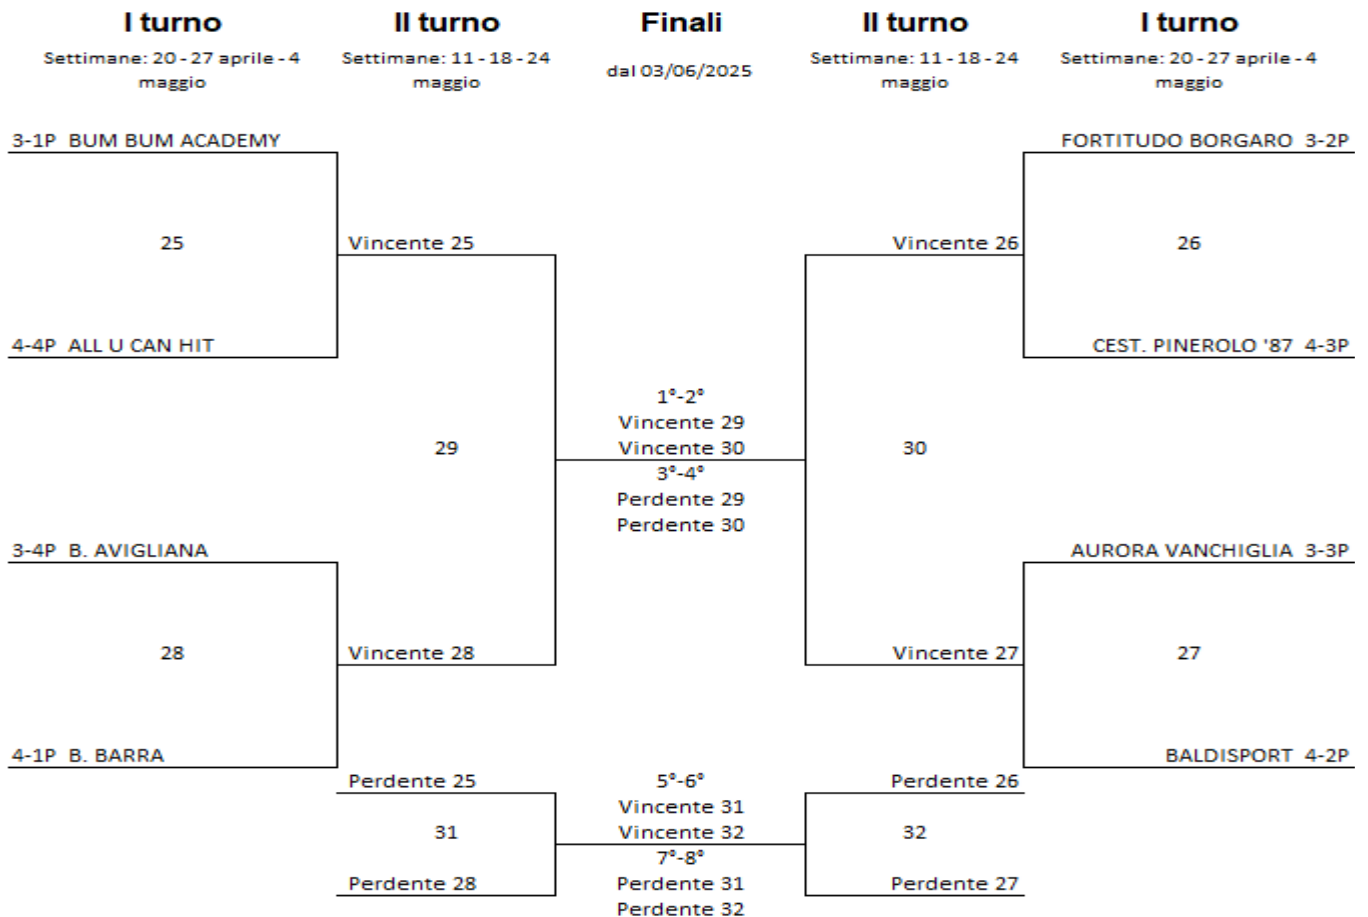 I turno II turno Finali II turno I turno
Settimane: 20 - 27 aprile - 4 Settimane: 11 - 18 - 24 dal 03/06/2025 Settimane: 11 - 18 - 24 Settimane: 20 - 27 aprile - 4
maggio maggio maggio maggio
3-1P BUM BUM ACADEMY FORTITUDO BORGARO 3-2P
25 Vincente 25 Vincente 26 26
4-4P ALL U CAN HIT CEST. PINEROLO '87 4-3P
1°-2°
Vincente 29
29 Vincente 30 30
3°-4°
Perdente 29
Perdente 30
3-4P B. AVIGLIANA AURORA VANCHIGLIA 3-3P
28 Vincente 28 Vincente 27 27
4-1P B. BARRA BALDISPORT 4-2P
Perdente 25 5°-6° Perdente 26
Vincente 31
31 Vincente 32 32
7°-8°
Perdente 28 Perdente 31 Perdente 27
Perdente 32